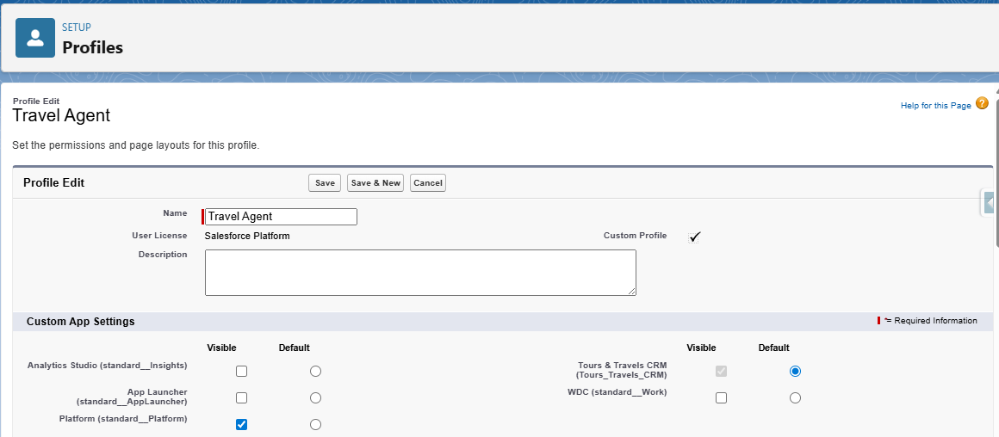 SETUP
Profiles
Profile Edit
Travel Agent
Help for this Page ?
Set the permissions and page layouts for this profile.
Profile Edit Save Save & New Cancel
Name Travel Agent
User License Salesforce Platform Custom Profile
Description
Custom App Settings *= Required Information
Visible Default Visible Default
Analytics Studio (standard__Insights)
Tours & Travels CRM
(Tours_Travels_CRM)
App Launcher
(standard__AppLauncher)
WDC (standard__Work)
Platform (standard__Platform)